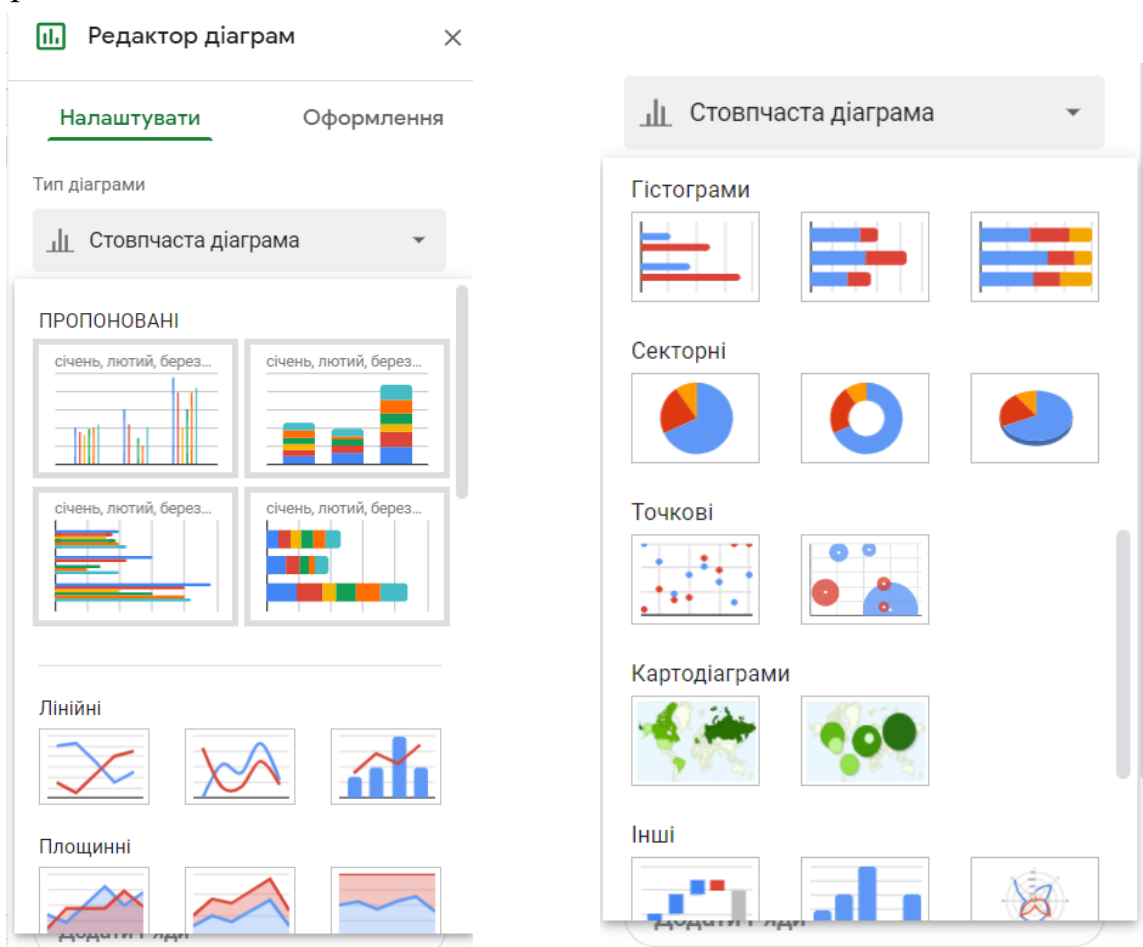 Редактор діаграм
Налаштувати Оформлення
Тип діаграми
Стовпчаста діаграма
ПРОПОНОВАНІ
січень, лютий, берез... січень, лютий, берез...
січень, лютий, берез... січень, лютий, берез...
Лінійні
Площинні
Стовпчаста діаграма
Гістограми
Секторні
Точкові
Картодіаграми
Інші